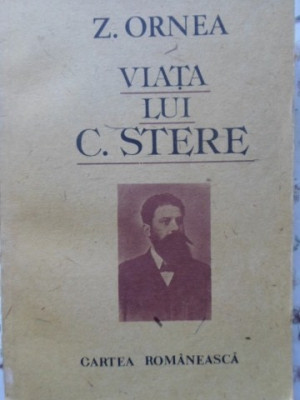 Z. ORNEA
VIAȚA
LUI
C. STERE
CARTEA ROMÂNEASCĂ